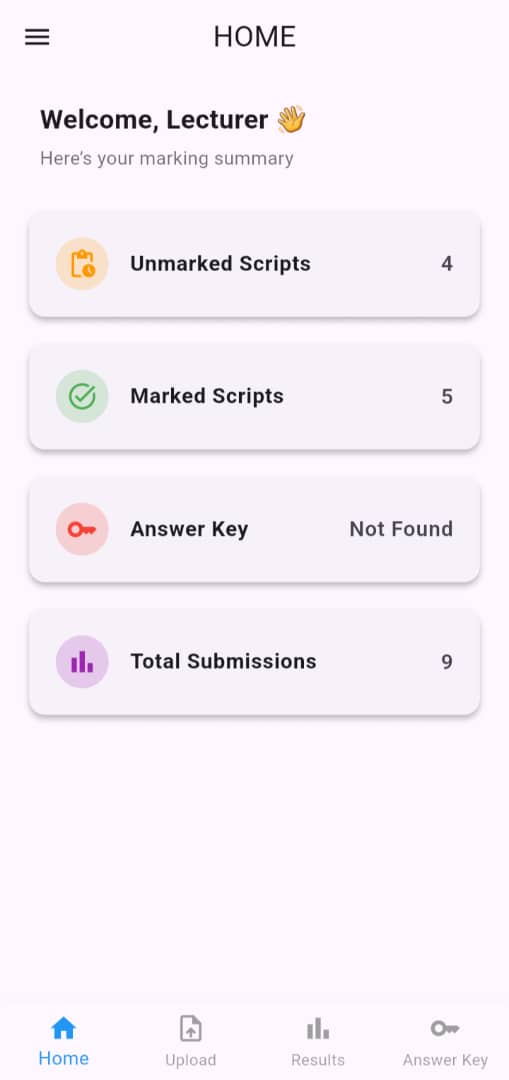 HOME
Welcome, Lecturer 👋
Here's your marking summary
Unmarked Scripts 4
Marked Scripts 5
Answer Key Not Found
Total Submissions 9
Home Upload Results Answer Key